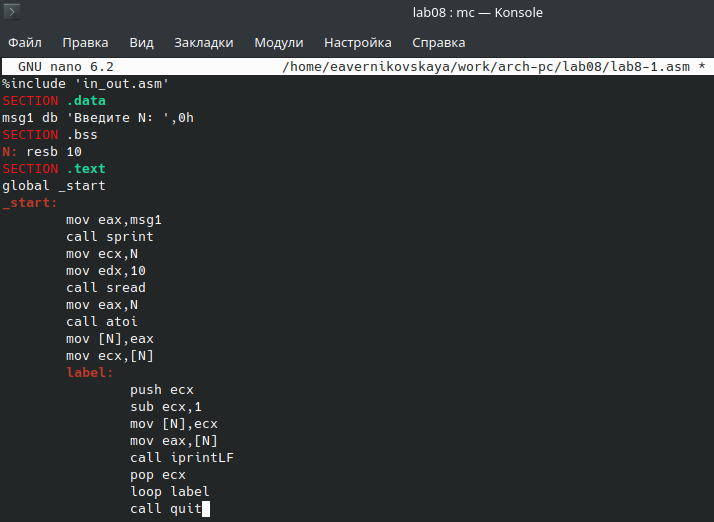 lab08 : mc — Konsole
Файл Правка Вид Закладки Модули Настройка Справка
GNU nano 6.2 /home/eavernikovskaya/work/arch-pc/lab08/lab8-1.asm *
%include 'in_out.asm'
SECTION .data
msg1 db 'Введите N: ',0h
SECTION .bss
N: resb 10
SECTION .text
global _start
_start:
mov eax,msg1
call sprint
mov ecx,N
mov edx,10
call sread
mov eax,N
call atoi
mov [N],eax
mov ecx,[N]
label:
push ecx
sub ecx,1
mov [N],ecx
mov eax,[N]
call iprintLF
pop ecx
loop label
call quit